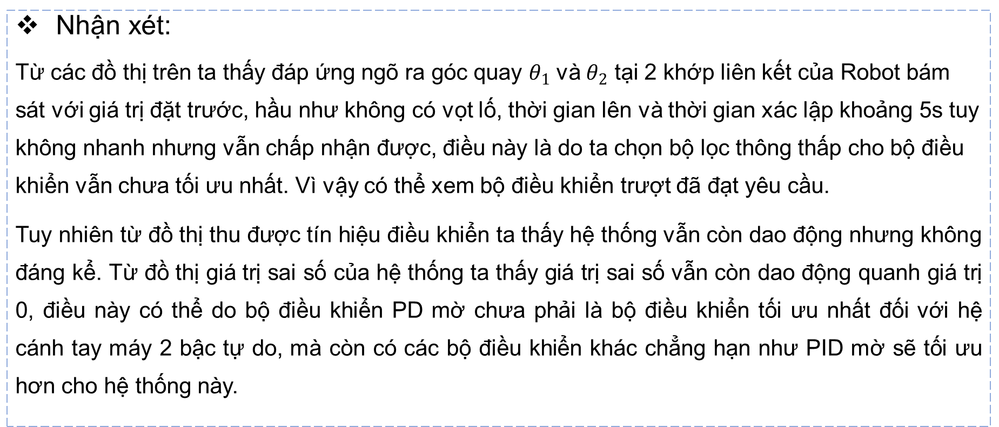 ❖ Nhận xét:
Từ các đồ thị trên ta thấy đáp ứng ngõ ra góc quay θ₁ và θ₂ tại 2 khớp liên kết của Robot bám
sát với giá trị đặt trước, hầu như không có vọt lố, thời gian lên và thời gian xác lập khoảng 5s tuy
không nhanh nhưng vẫn chấp nhận được, điều này là do ta chọn bộ lọc thông thấp cho bộ điều
khiển vẫn chưa tối ưu nhất. Vì vậy có thể xem bộ điều khiển trượt đã đạt yêu cầu.
Tuy nhiên từ đồ thị thu được tín hiệu điều khiển ta thấy hệ thống vẫn còn dao động nhưng không
đáng kể. Từ đồ thị giá trị sai số của hệ thống ta thấy giá trị sai số vẫn còn dao động quanh giá trị
0, điều này có thể do bộ điều khiển PD mờ chưa phải là bộ điều khiển tối ưu nhất đối với hệ
cánh tay máy 2 bậc tự do, mà còn có các bộ điều khiển khác chẳng hạn như PID mờ sẽ tối ưu
hơn cho hệ thống này.